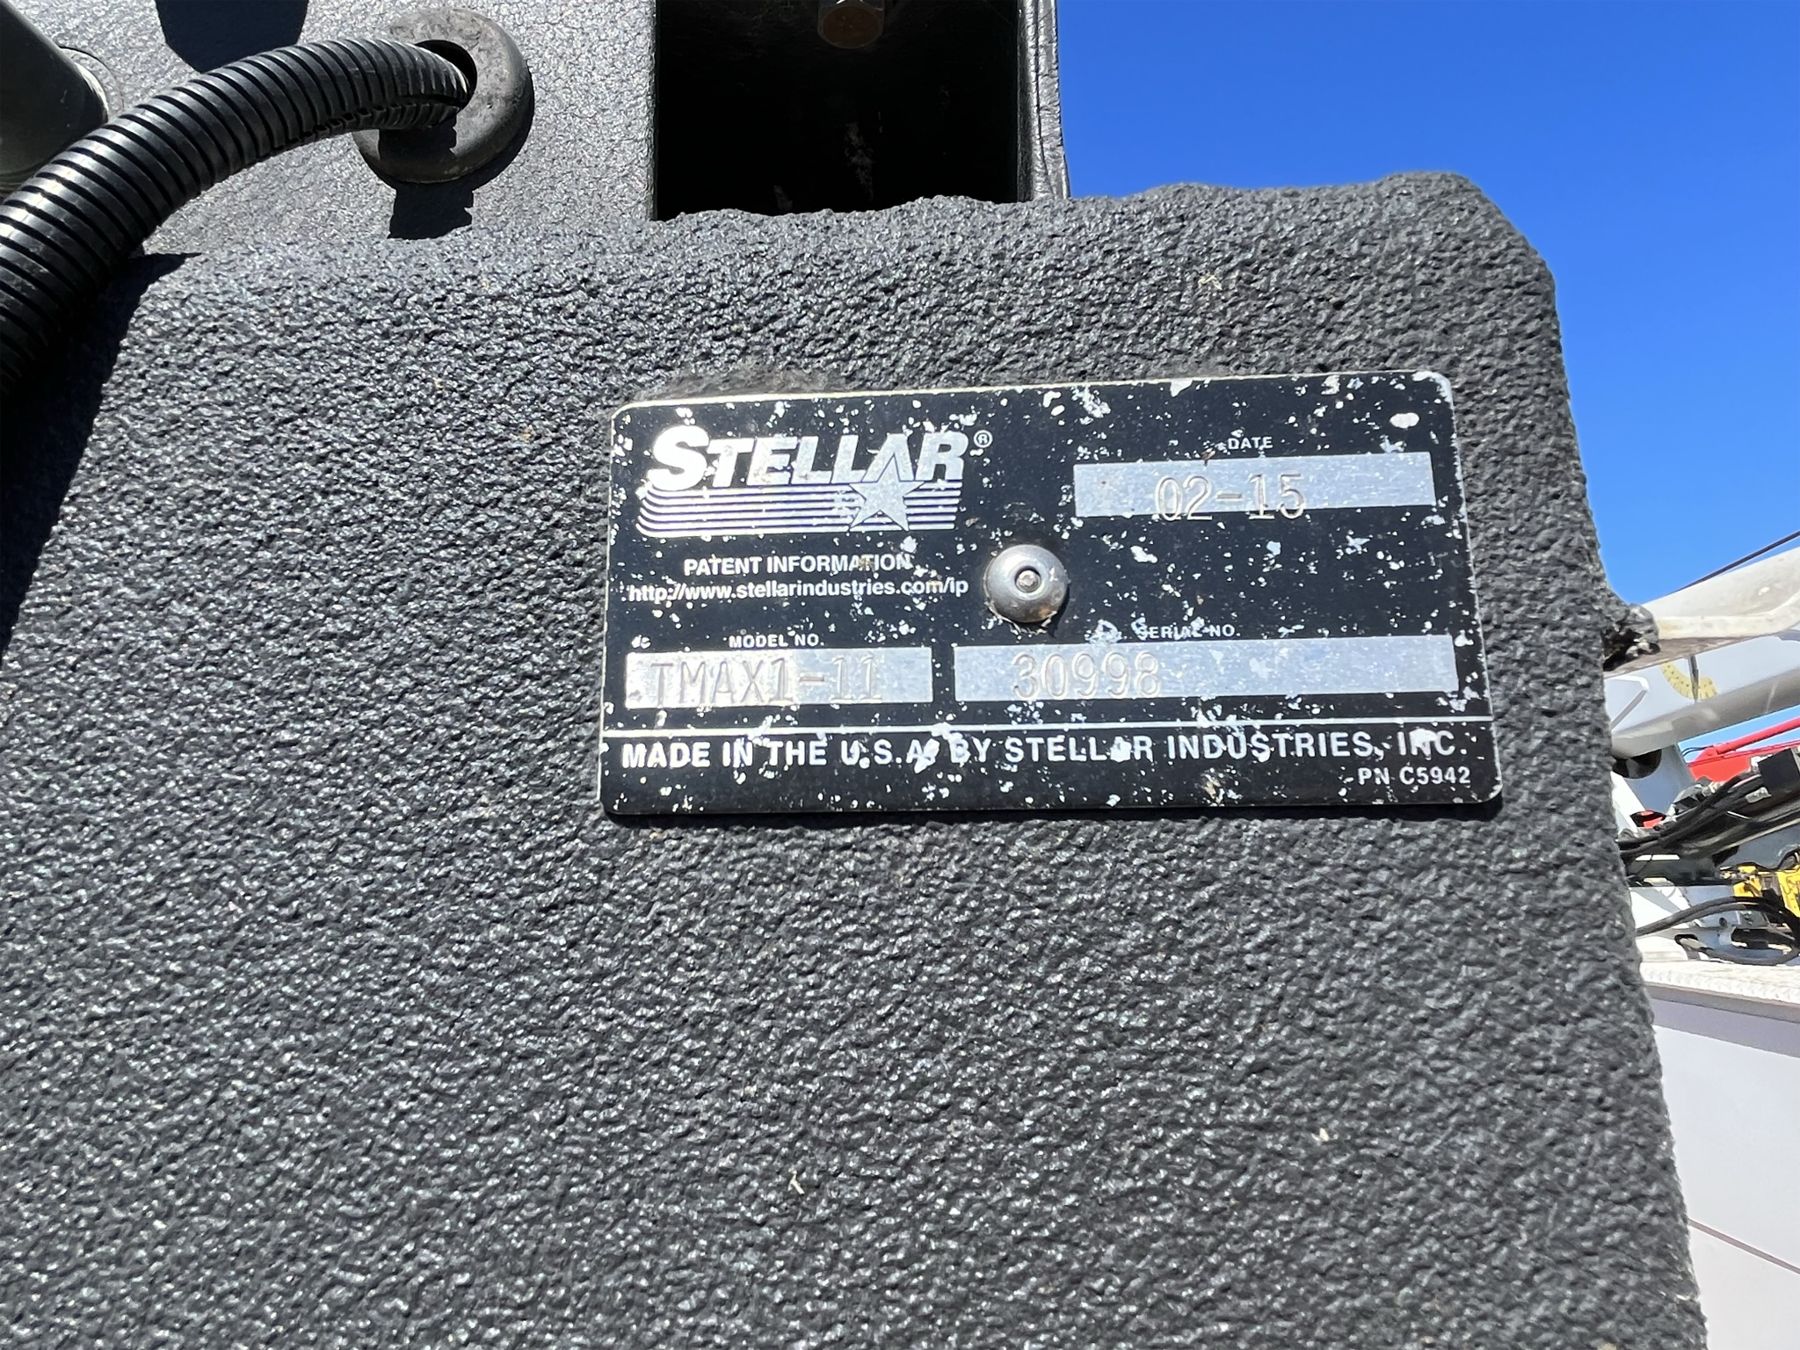 STELLAR®
DATE
02-15
PATENT INFORMATION
http://www.stellarindustries.com/ip
MODEL NO.
TMAX1-11
SERIAL NO.
30998
MADE IN THE U.S.A. BY STELLAR INDUSTRIES, INC.
PN C5942